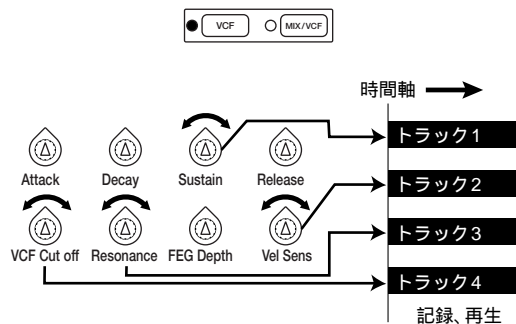 VCF
MIX/VCF
時間軸
トラック1
Attack
Decay
Sustain
Release
トラック2
トラック3
VCF Cut off
Resonance
FEG Depth
Vel Sens
トラック4
記録、再生